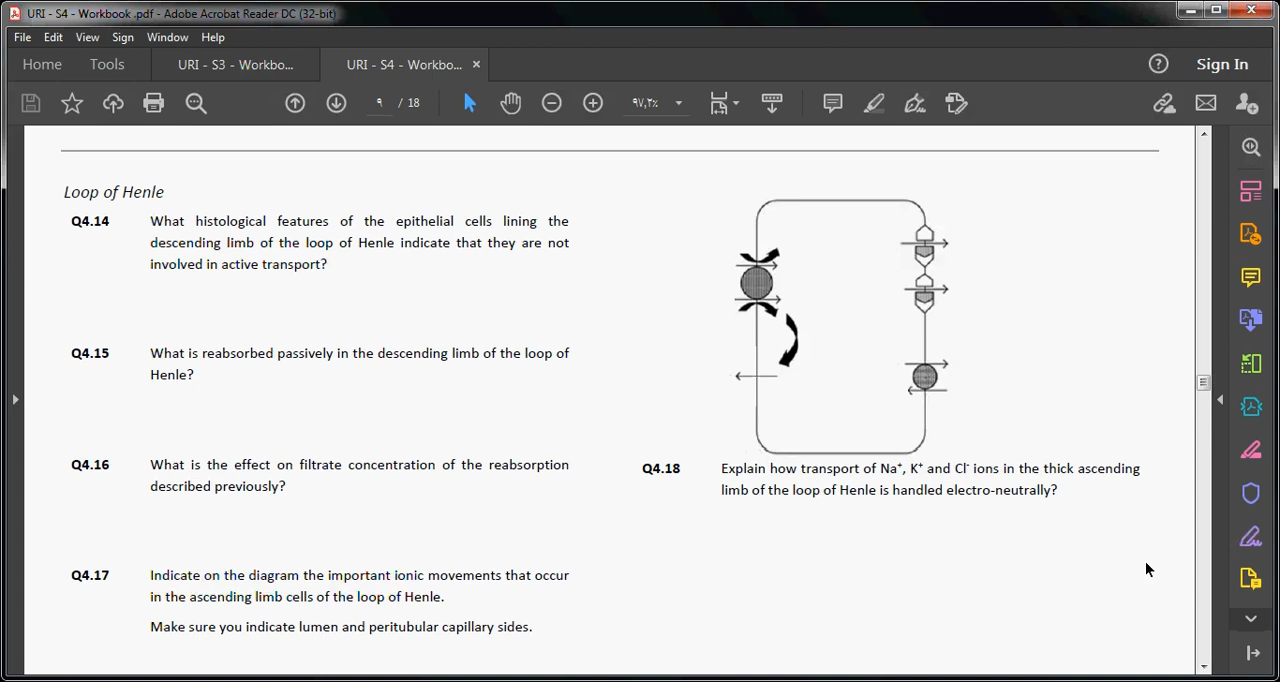 URI - S4 - Workbook .pdf - Adobe Acrobat Reader DC (32-bit)
File Edit View Sign Window Help
Home Tools URI - S3 - Workbo... URI - S4 - Workbo... × Sign In
۹ / 18 ۹۷,۲٪
Loop of Henle
Q4.14 What histological features of the epithelial cells lining the
descending limb of the loop of Henle indicate that they are not
involved in active transport?
Q4.15 What is reabsorbed passively in the descending limb of the loop of
Henle?
Q4.16 What is the effect on filtrate concentration of the reabsorption
described previously?
Q4.17 Indicate on the diagram the important ionic movements that occur
in the ascending limb cells of the loop of Henle.
Make sure you indicate lumen and peritubular capillary sides.
Q4.18 Explain how transport of Na⁺, K⁺ and Cl⁻ ions in the thick ascending
limb of the loop of Henle is handled electro-neutrally?